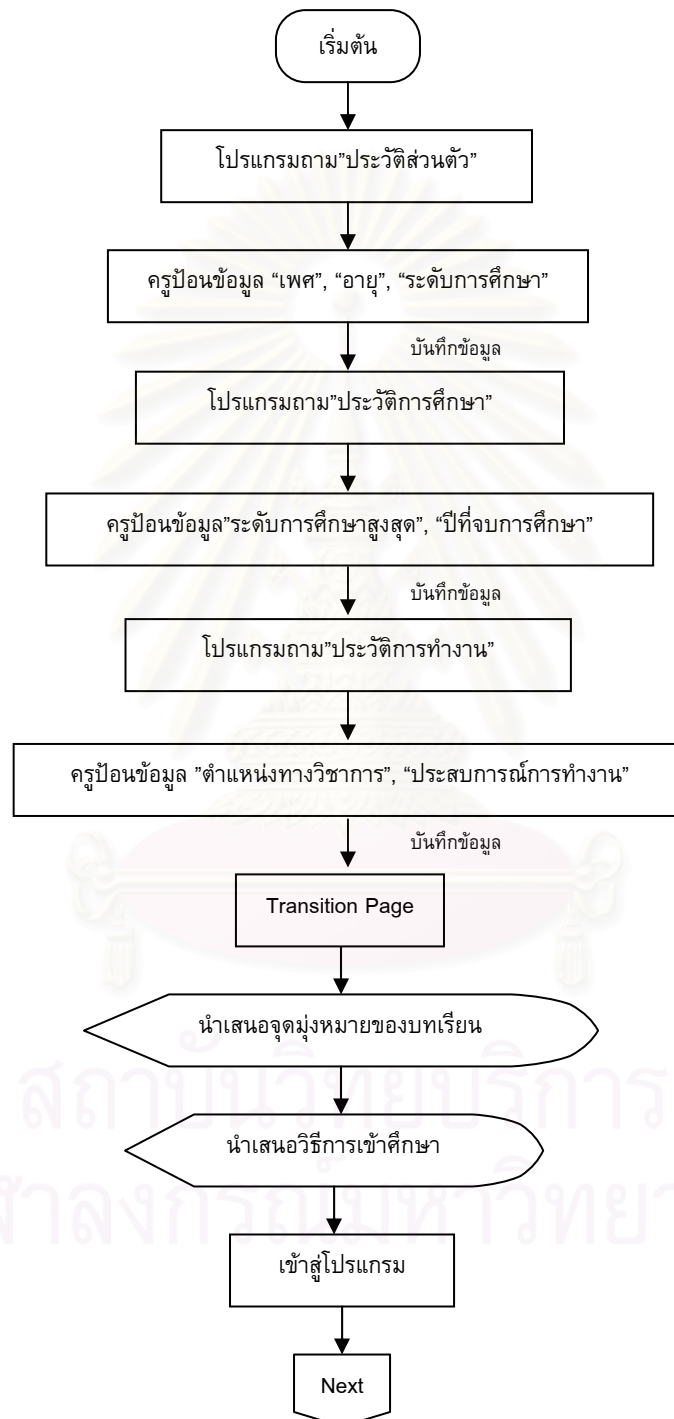 เริ่มต้น
โปรแกรมถาม”ประวัติส่วนตัว”
ครูป้อนข้อมูล “เพศ”, “อายุ”, “ระดับการศึกษา”
บันทึกข้อมูล
โปรแกรมถาม”ประวัติการศึกษา”
ครูป้อนข้อมูล”ระดับการศึกษาสูงสุด”, “ปีที่จบการศึกษา”
บันทึกข้อมูล
โปรแกรมถาม”ประวัติการทำงาน”
ครูป้อนข้อมูล ”ตำแหน่งทางวิชาการ”, “ประสบการณ์การทำงาน”
บันทึกข้อมูล
Transition Page
นำเสนอจุดมุ่งหมายของบทเรียน
นำเสนอวิธีการเข้าศึกษา
สถาบันวิทยบริการ
เข้าสู่โปรแกรม
Next